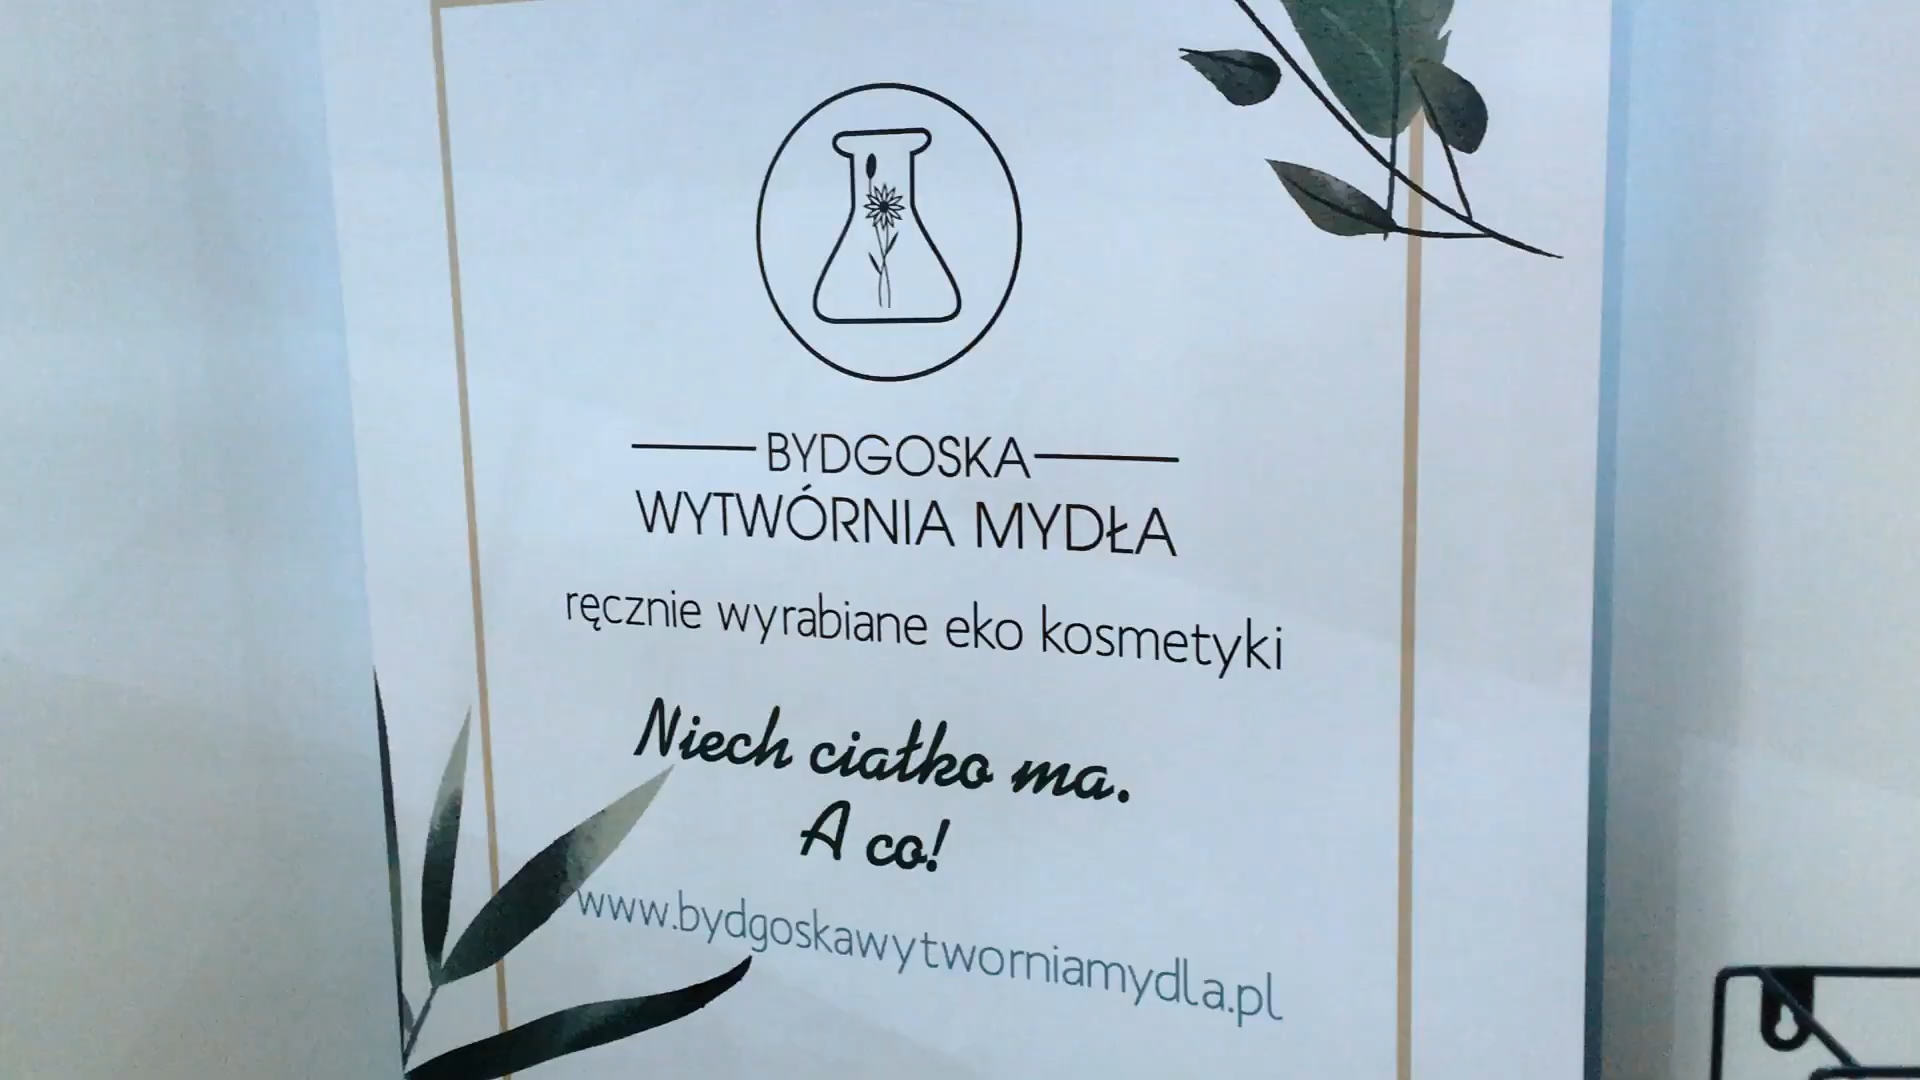 BYDGOSKA
WYTWÓRNIA MYDŁA
ręcznie wyrabiane eko kosmetyki
Niech ciałko ma.
A co!
www.bydgoskawytworniamydla.pl